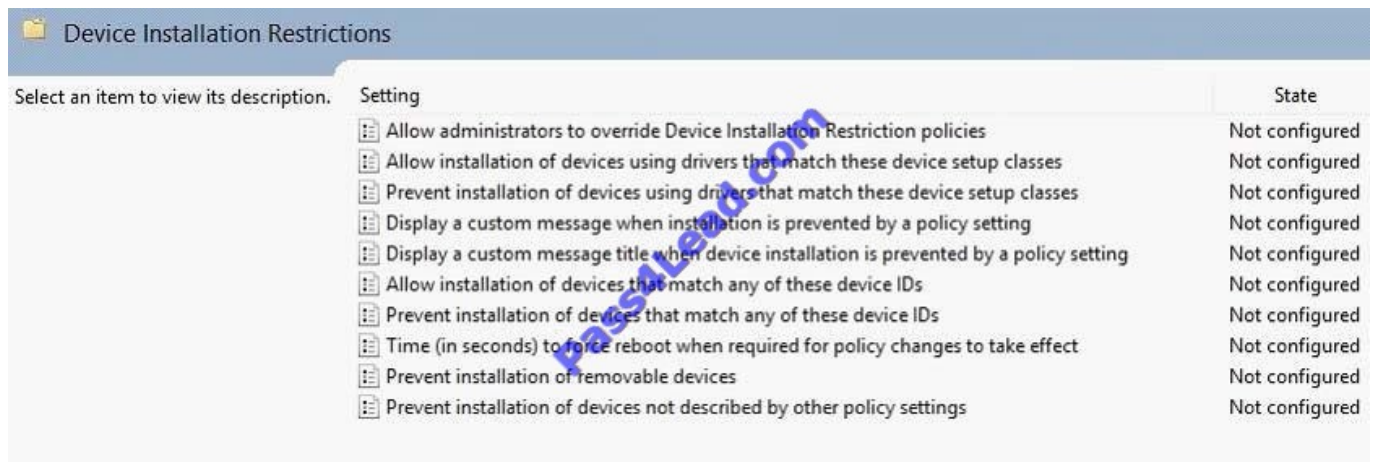 Device Installation Restrictions
Select an item to view its description.
Setting State
Allow administrators to override Device Installation Restriction policies Not configured
Allow installation of devices using drivers that match these device setup classes Not configured
Prevent installation of devices using drivers that match these device setup classes Not configured
Display a custom message when installation is prevented by a policy setting Not configured
Display a custom message title when device installation is prevented by a policy setting Not configured
Allow installation of devices that match any of these device IDs Not configured
Prevent installation of devices that match any of these device IDs Not configured
Time (in seconds) to force reboot when required for policy changes to take effect Not configured
Prevent installation of removable devices Not configured
Prevent installation of devices not described by other policy settings Not configured
Pass4Lead.com